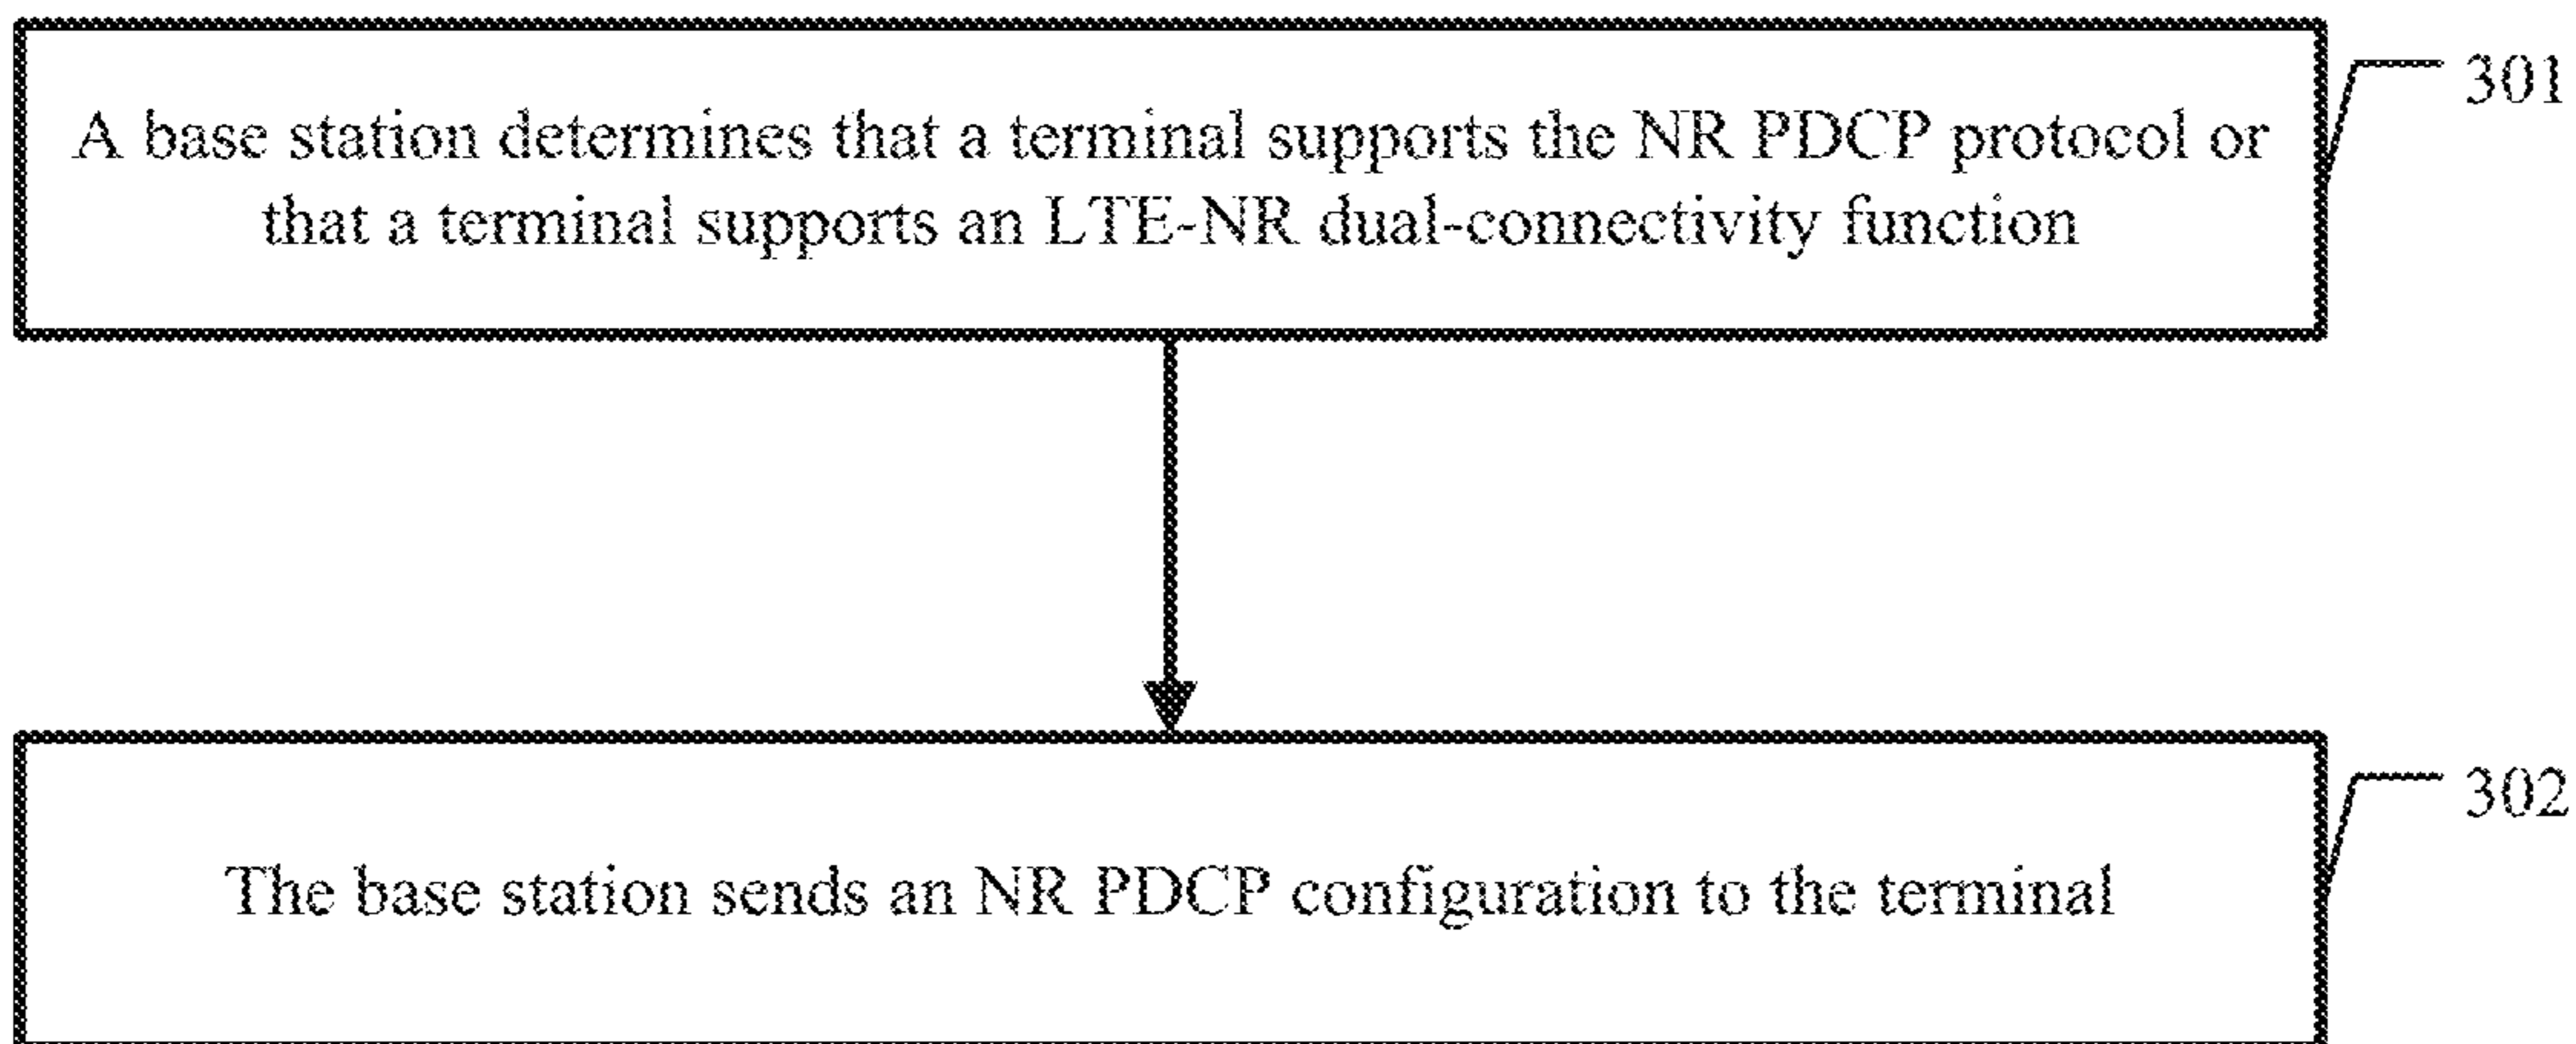 A base station determines that a terminal supports the NR PDCP protocol or
that a terminal supports an LTE-NR dual-connectivity function
301
The base station sends an NR PDCP configuration to the terminal
302